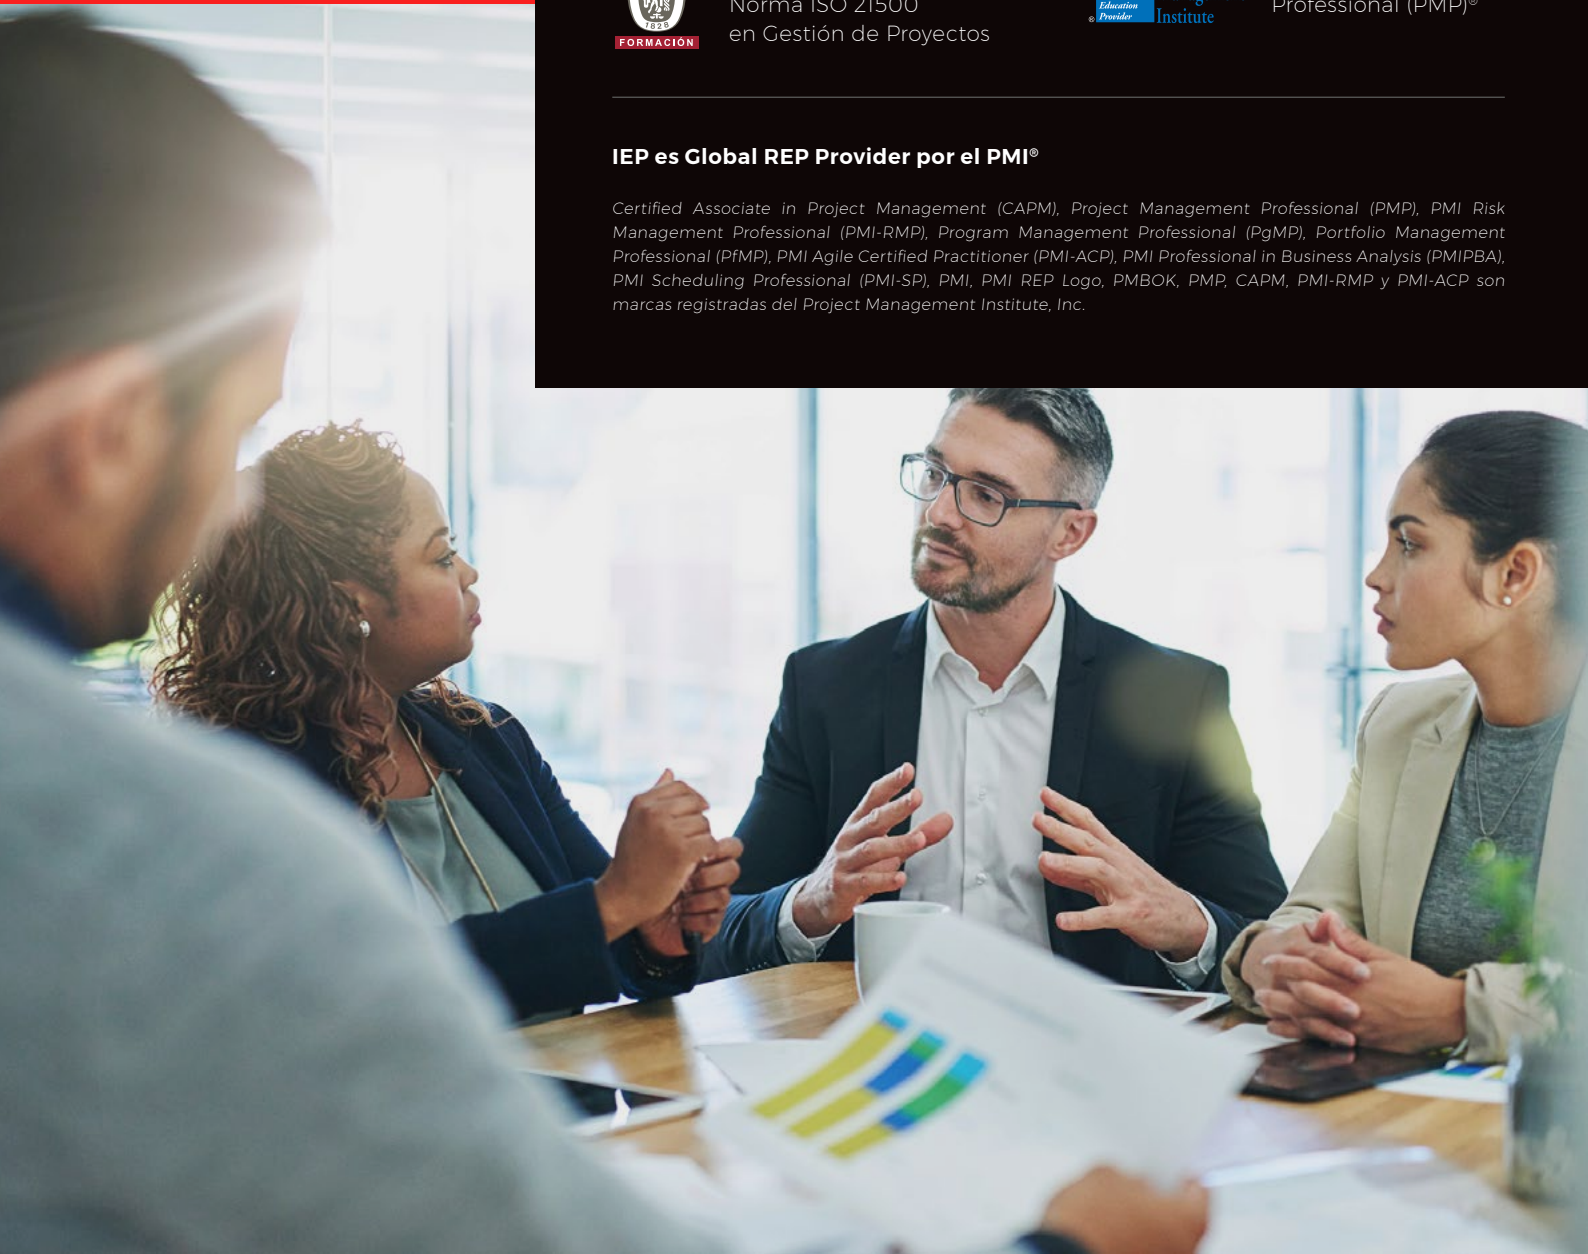 Norma ISO 21500
en Gestión de Proyectos
1828
FORMACIÓN
Education
Provider
Institute
®
Professional (PMP)®
IEP es Global REP Provider por el PMI®
Certified Associate in Project Management (CAPM), Project Management Professional (PMP), PMI Risk
Management Professional (PMI-RMP), Program Management Professional (PgMP), Portfolio Management
Professional (PfMP), PMI Agile Certified Practitioner (PMI-ACP), PMI Professional in Business Analysis (PMIPBA),
PMI Scheduling Professional (PMI-SP), PMI, PMI REP Logo, PMBOK, PMP, CAPM, PMI-RMP y PMI-ACP son
marcas registradas del Project Management Institute, Inc.